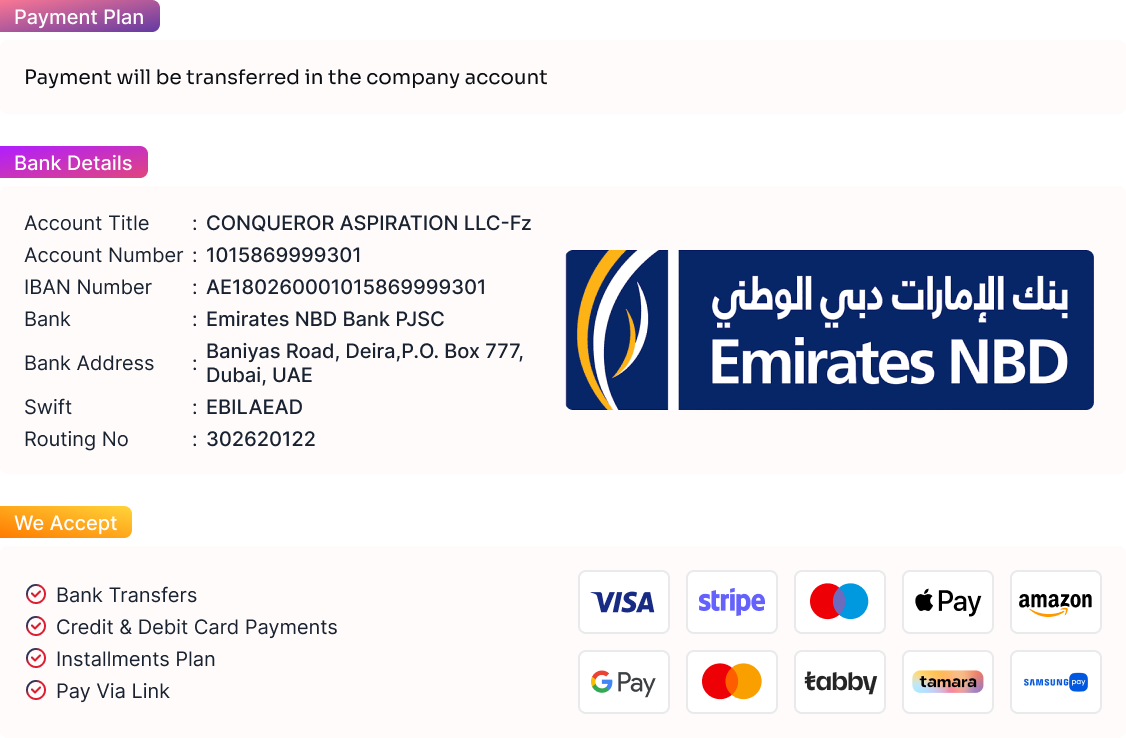 Payment Plan
Payment will be transferred in the company account
Bank Details
Account Title : CONQUEROR ASPIRATION LLC-Fz
Account Number : 1015869999301
IBAN Number : AE180260001015869999301
Bank : Emirates NBD Bank PJSC
Bank Address : Baniyas Road, Deira,P.O. Box 777,
Dubai, UAE
Swift : EBILAEAD
Routing No : 302620122
بنك الإمارات دبي الوطني
Emirates NBD
We Accept
Bank Transfers
Credit & Debit Card Payments
Installments Plan
Pay Via Link
VISA stripe Pay amazon
G Pay tabby tamara SAMSUNG pay